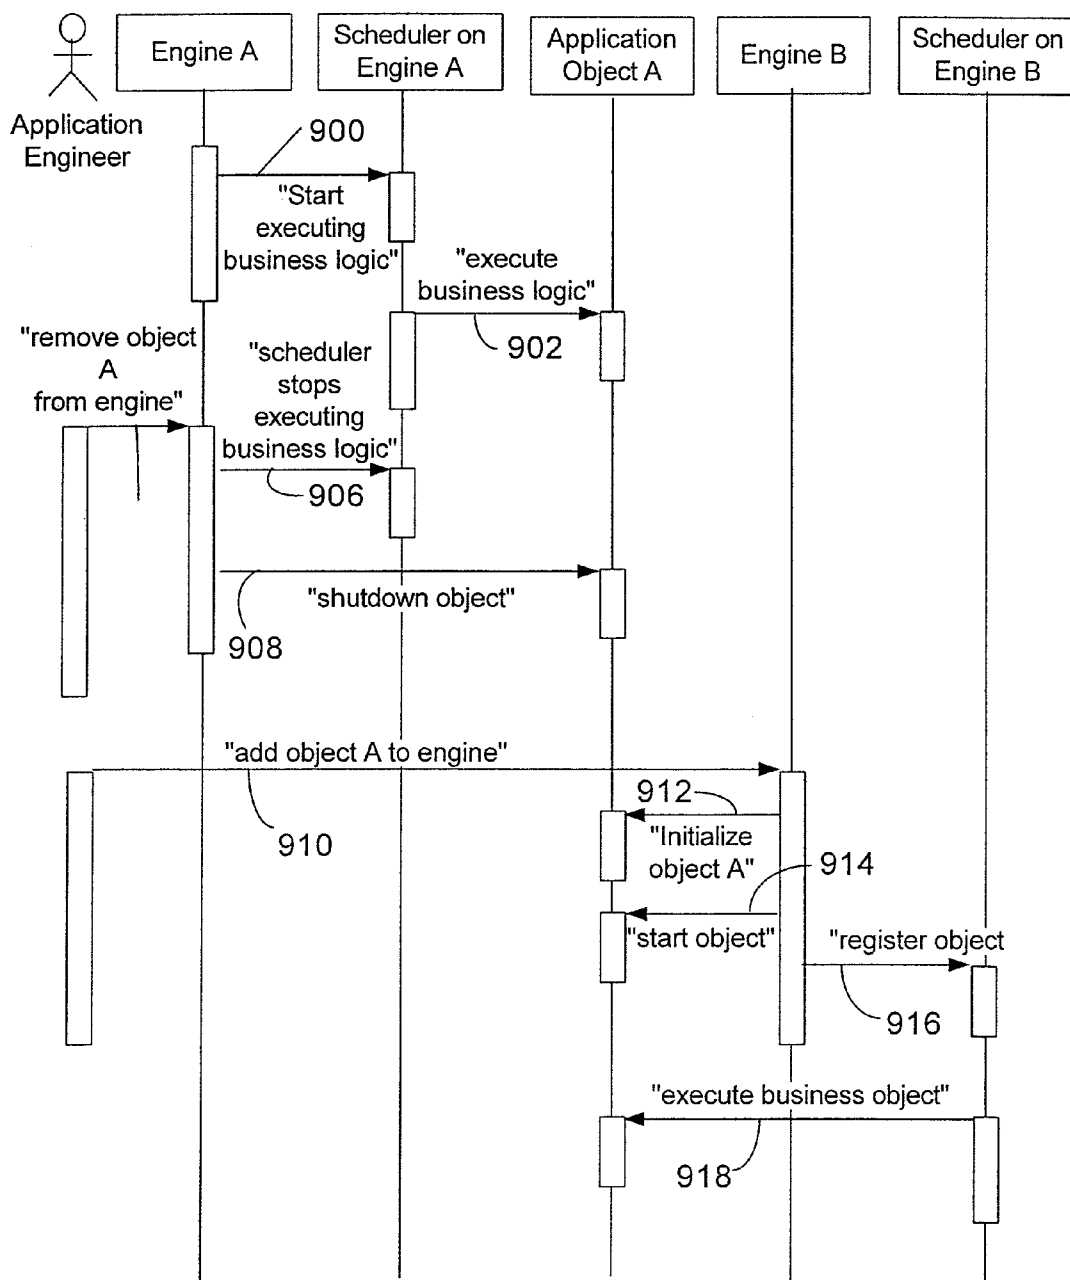 Engine A
Scheduler on
Engine A
Application
Object A
Engine B
Scheduler on
Engine B
Application
Engineer
900
"Start
executing
business logic"
"execute
business logic"
902
"remove object
A
from engine"
"scheduler
stops
executing
business logic"
906
"shutdown object"
908
"add object A to engine"
910
912
"Initialize
object A"
914
"start object"
"register object
916
"execute business object"
918